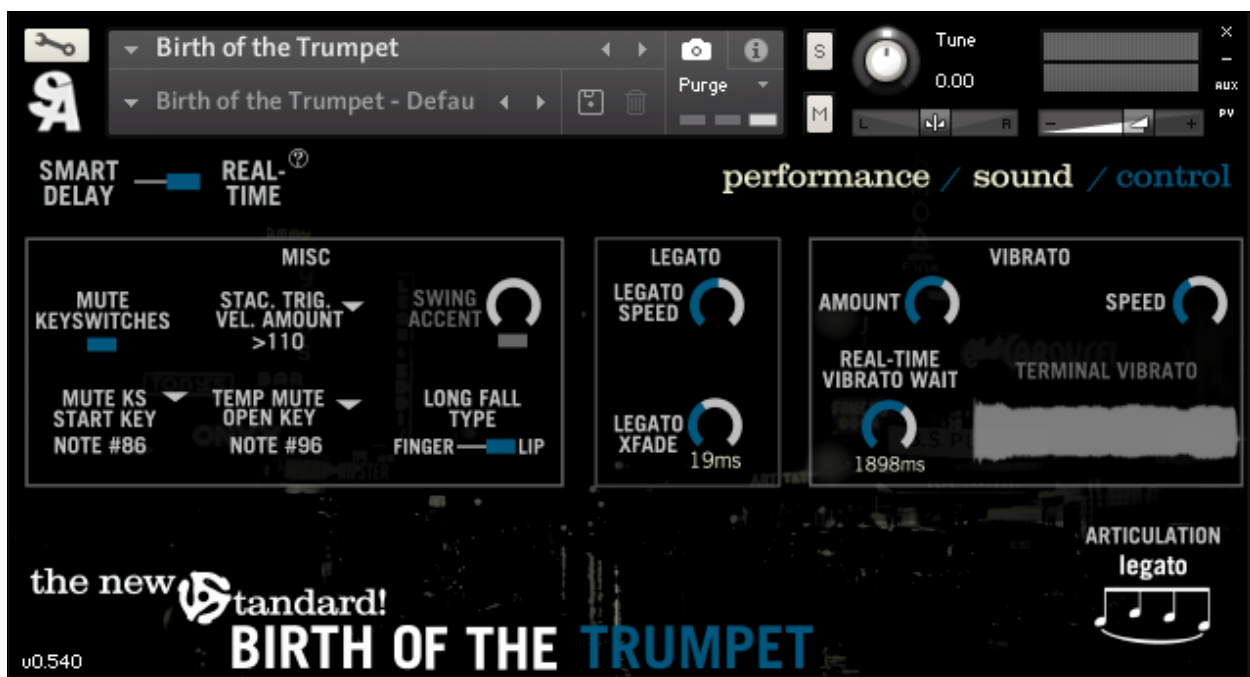 Birth of the Trumpet
Birth of the Trumpet - Defau
Purge
S
M
Tune
0.00
L R
- +
X
AUX
PV
SA
SMART DELAY
REAL-TIME
?
performance / sound / control
MISC
MUTE
KEYSWITCHES
STAC. TRIG.
VEL. AMOUNT
>110
SWING
ACCENT
MUTE KS
START KEY
NOTE #86
TEMP MUTE
OPEN KEY
NOTE #96
LONG FALL
TYPE
FINGER LIP
LEGATO
LEGATO
SPEED
LEGATO
XFADE
19ms
VIBRATO
AMOUNT
SPEED
REAL-TIME
VIBRATO WAIT
1898ms
TERMINAL VIBRATO
ARTICULATION
legato
the new Standard!
BIRTH OF THE TRUMPET
v0.540